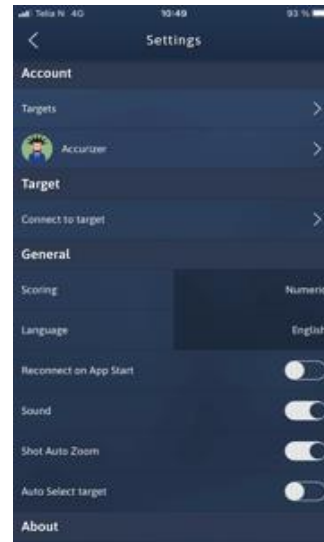 Telia N 4G 10:49 93 %
Settings
Account
Targets
Accurizer
Target
Connect to target
General
Scoring Numeric
Language English
Reconnect on App Start
Sound
Shot Auto Zoom
Auto Select target
About